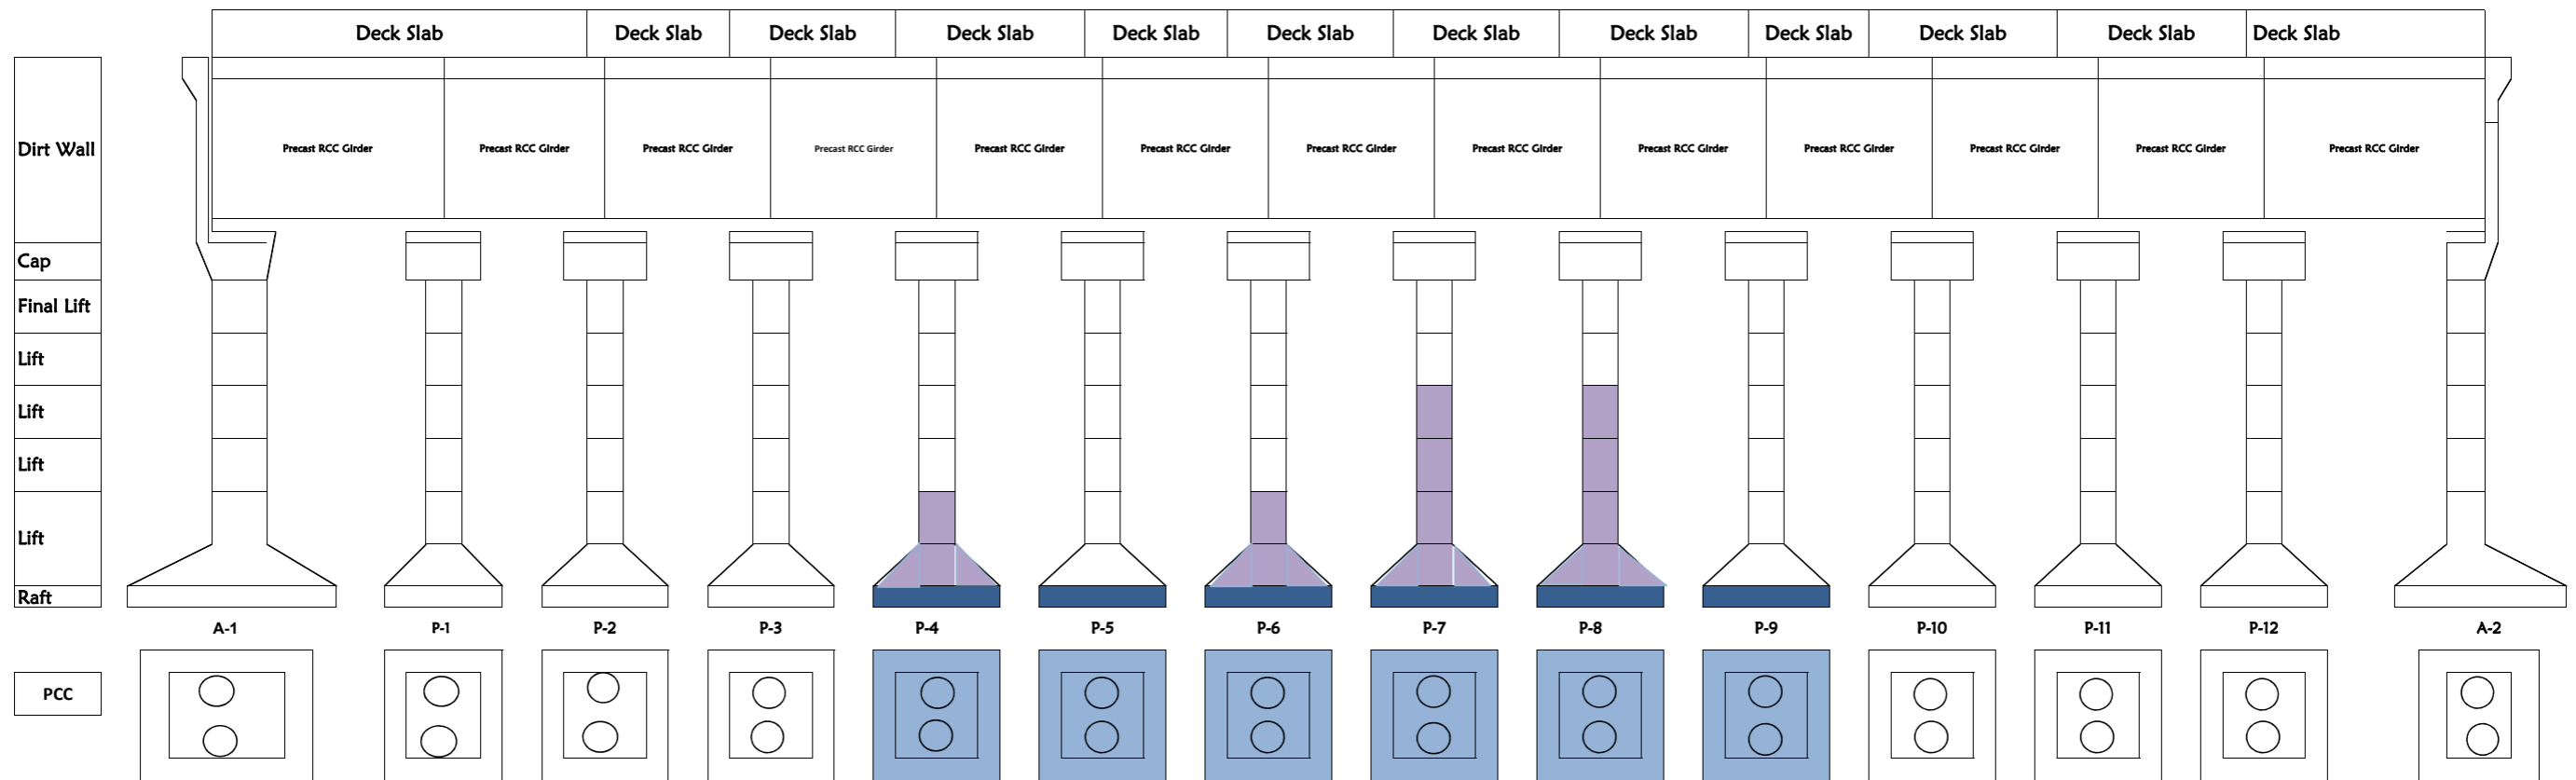 Deck Slab Deck Slab Deck Slab Deck Slab Deck Slab Deck Slab Deck Slab Deck Slab Deck Slab Deck Slab Deck Slab Deck Slab
Dirt Wall Precast RCC Girder Precast RCC Girder Precast RCC Girder Precast RCC Girder Precast RCC Girder Precast RCC Girder Precast RCC Girder Precast RCC Girder Precast RCC Girder Precast RCC Girder Precast RCC Girder Precast RCC Girder Precast RCC Girder
Cap
Final Lift
Lift
Lift
Lift
Lift
Raft
A-1 P-1 P-2 P-3 P-4 P-5 P-6 P-7 P-8 P-9 P-10 P-11 P-12 A-2
PCC